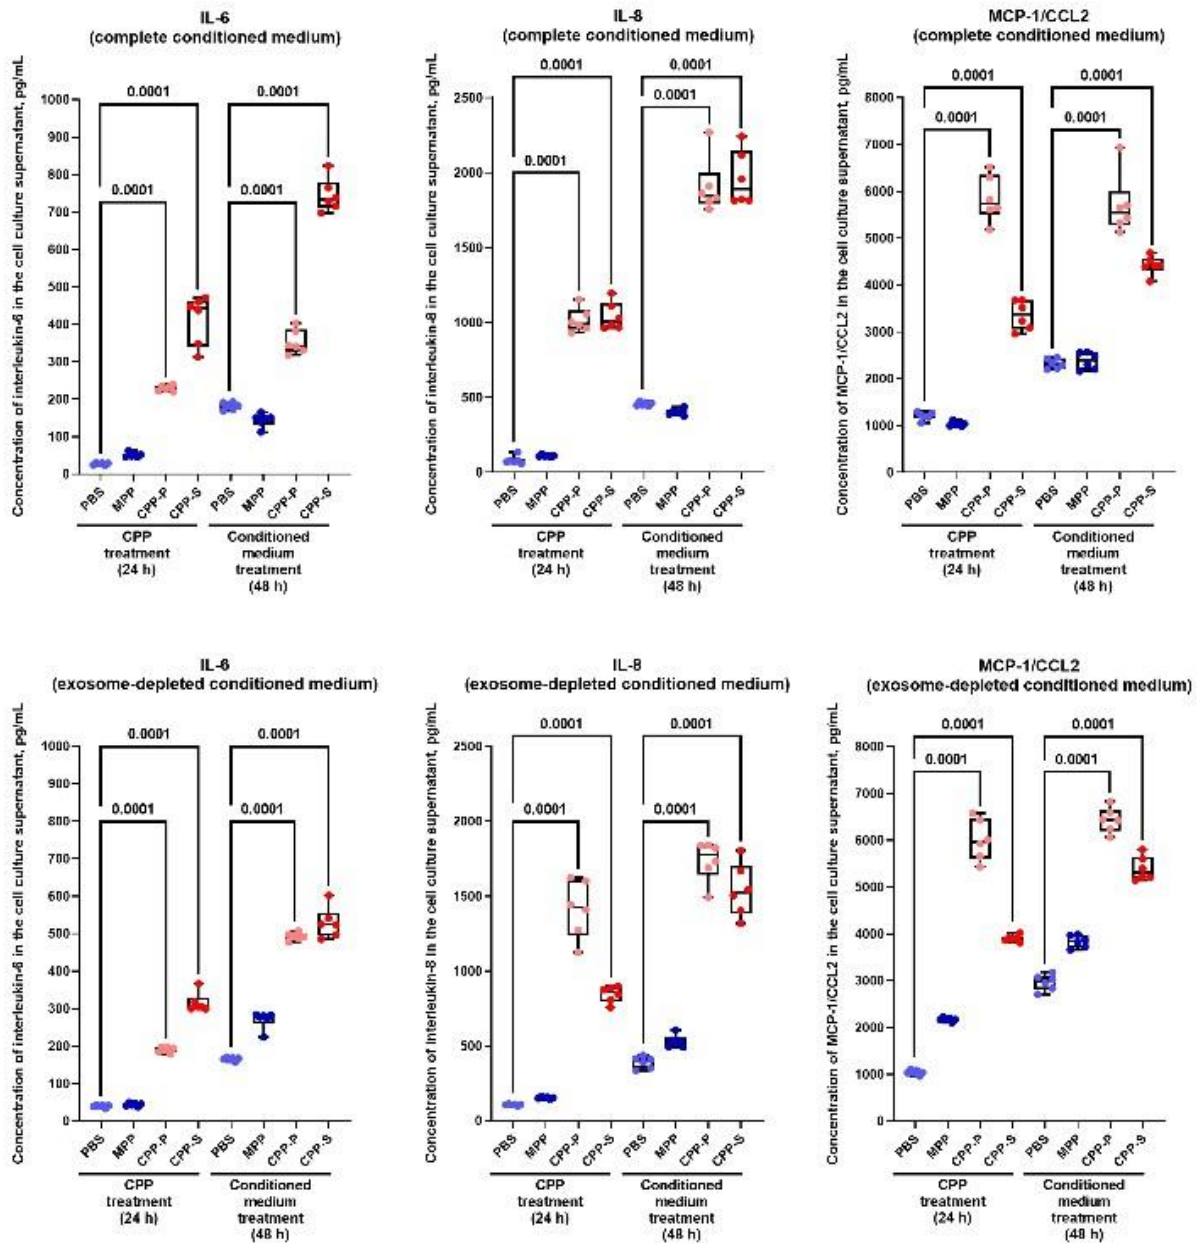 IL-6
(complete conditioned medium)
Concentration of interleukin-6 in the cell culture supernatant, pg/mL
1000
900
800
700
600
500
400
300
200
100
0
0.0001
0.0001
0.0001
0.0001
PBS
MPP
CPP-P
CPP-S
PBS
MPP
CPP-P
CPP-S
CPP
treatment
(24 h)
Conditioned
medium
treatment
(48 h)
IL-8
(complete conditioned medium)
Concentration of interleukin-8 in the cell culture supernatant, pg/mL
2500
2000
1500
1000
500
0
0.0001
0.0001
0.0001
0.0001
PBS
MPP
CPP-P
CPP-S
PBS
MPP
CPP-P
CPP-S
CPP
treatment
(24 h)
Conditioned
medium
treatment
(48 h)
MCP-1/CCL2
(complete conditioned medium)
Concentration of MCP-1/CCL2 in the cell culture supernatant, pg/mL
8000
7000
6000
5000
4000
3000
2000
1000
0
0.0001
0.0001
0.0001
0.0001
PBS
MPP
CPP-P
CPP-S
PBS
MPP
CPP-P
CPP-S
CPP
treatment
(24 h)
Conditioned
medium
treatment
(48 h)
IL-6
(exosome-depleted conditioned medium)
Concentration of interleukin-6 in the cell culture supernatant, pg/mL
1000
900
800
700
600
500
400
300
200
100
0
0.0001
0.0001
0.0001
0.0001
PBS
MPP
CPP-P
CPP-S
PBS
MPP
CPP-P
CPP-S
CPP
treatment
(24 h)
Conditioned
medium
treatment
(48 h)
IL-8
(exosome-depleted conditioned medium)
Concentration of interleukin-8 in the cell culture supernatant, pg/mL
2500
2000
1500
1000
500
0
0.0001
0.0001
0.0001
0.0001
PBS
MPP
CPP-P
CPP-S
PBS
MPP
CPP-P
CPP-S
CPP
treatment
(24 h)
Conditioned
medium
treatment
(48 h)
MCP-1/CCL2
(exosome-depleted conditioned medium)
Concentration of MCP-1/CCL2 in the cell culture supernatant, pg/mL
8000
7000
6000
5000
4000
3000
2000
1000
0
0.0001
0.0001
0.0001
0.0001
PBS
MPP
CPP-P
CPP-S
PBS
MPP
CPP-P
CPP-S
CPP
treatment
(24 h)
Conditioned
medium
treatment
(48 h)